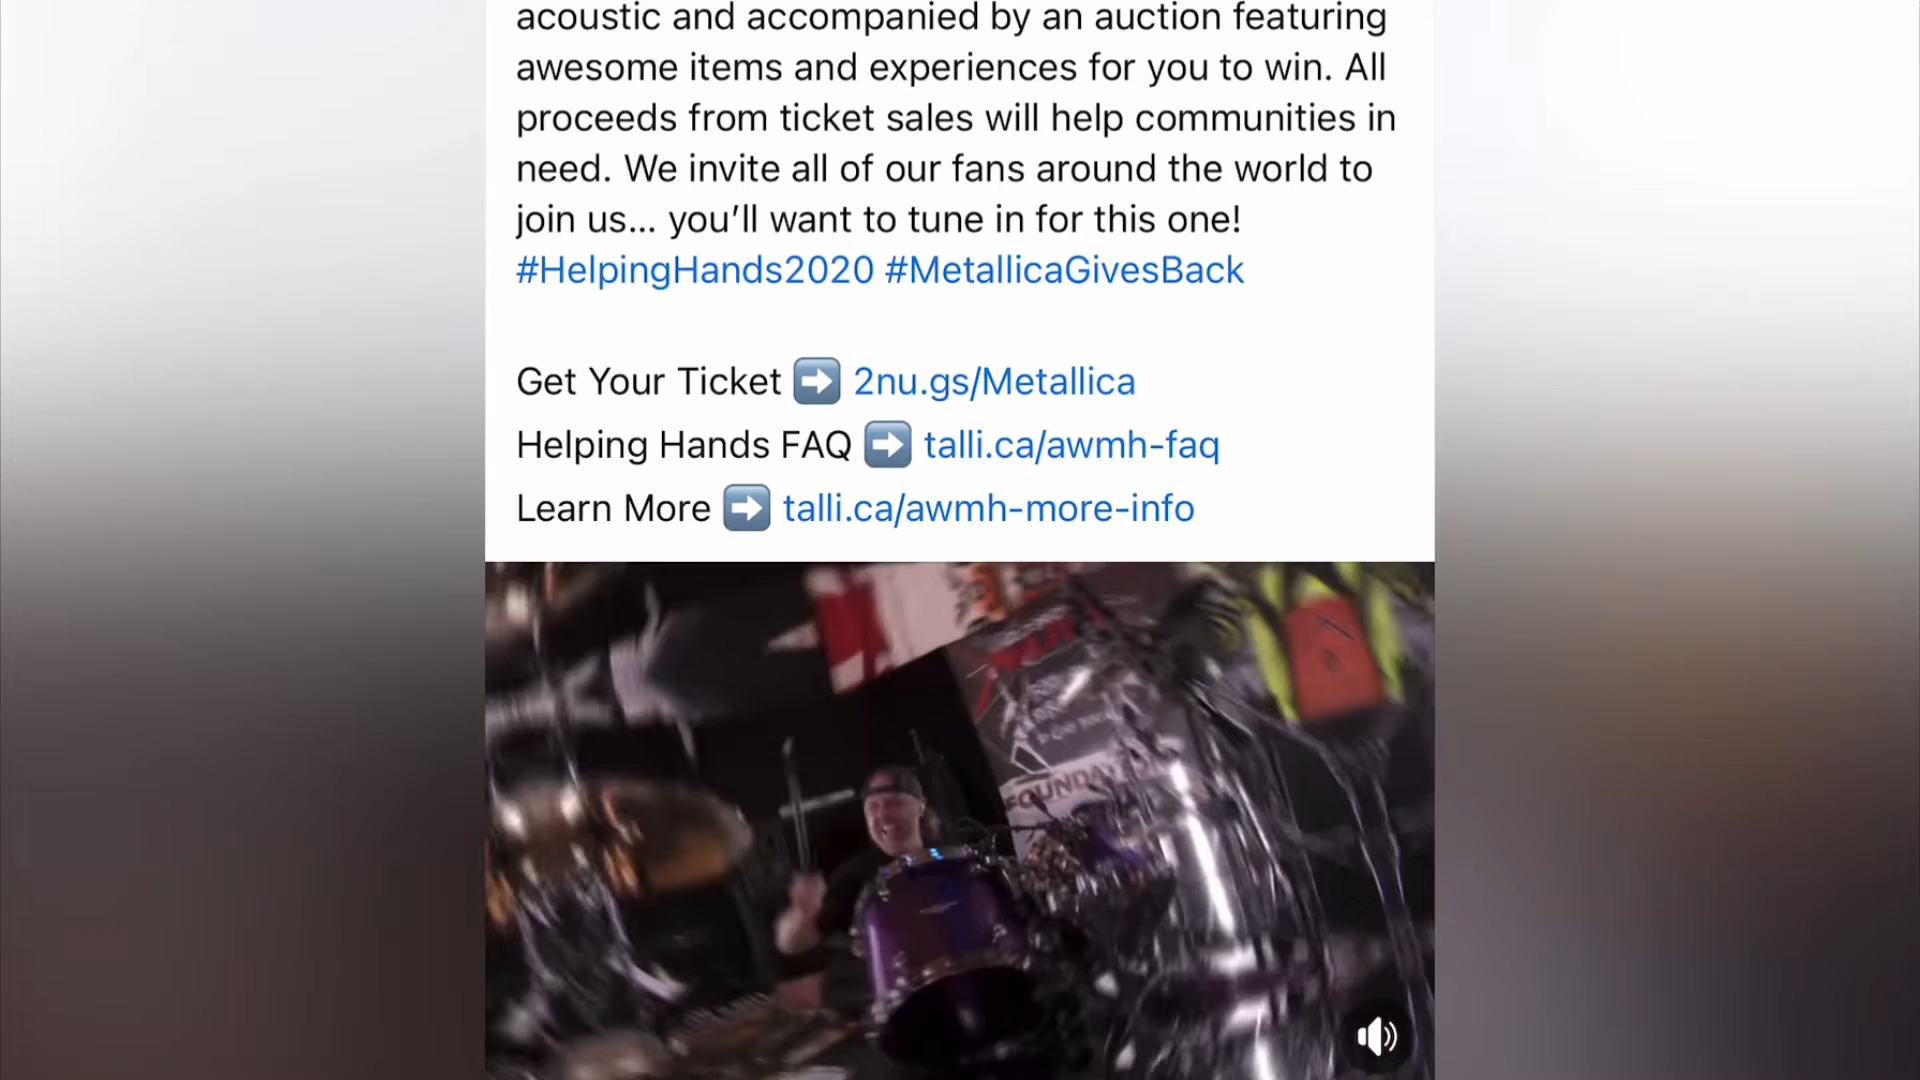 acoustic and accompanied by an auction featuring
awesome items and experiences for you to win. All
proceeds from ticket sales will help communities in
need. We invite all of our fans around the world to
join us... you’ll want to tune in for this one!
#HelpingHands2020 #MetallicaGivesBack
Get Your Ticket ➡️ 2nu.gs/Metallica
Helping Hands FAQ ➡️ talli.ca/awmh-faq
Learn More ➡️ talli.ca/awmh-more-info